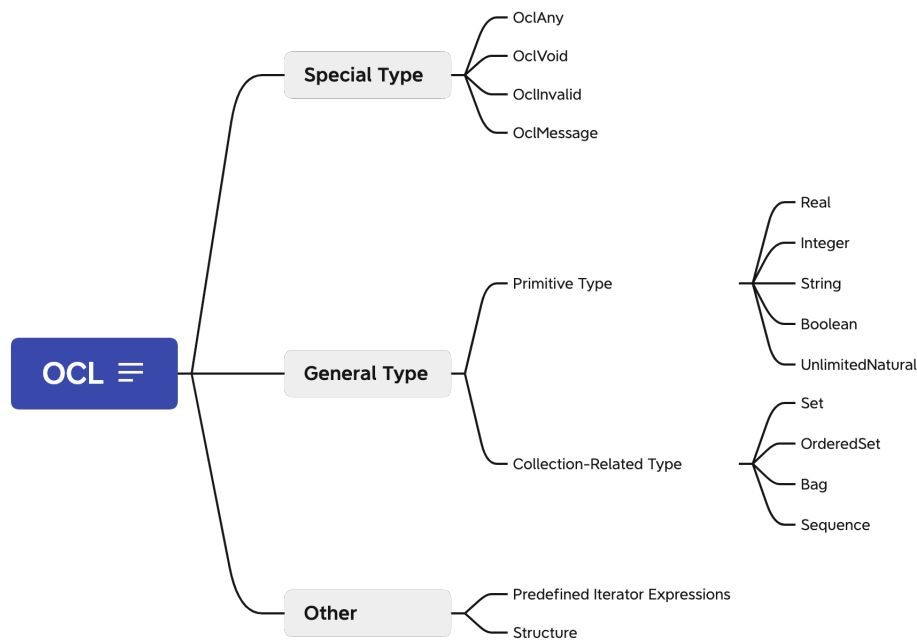 OCL
Special Type
OclAny
OclVoid
OclInvalid
OclMessage
General Type
Primitive Type
Real
Integer
String
Boolean
UnlimitedNatural
Collection-Related Type
Set
OrderedSet
Bag
Sequence
Other
Predefined Iterator Expressions
Structure